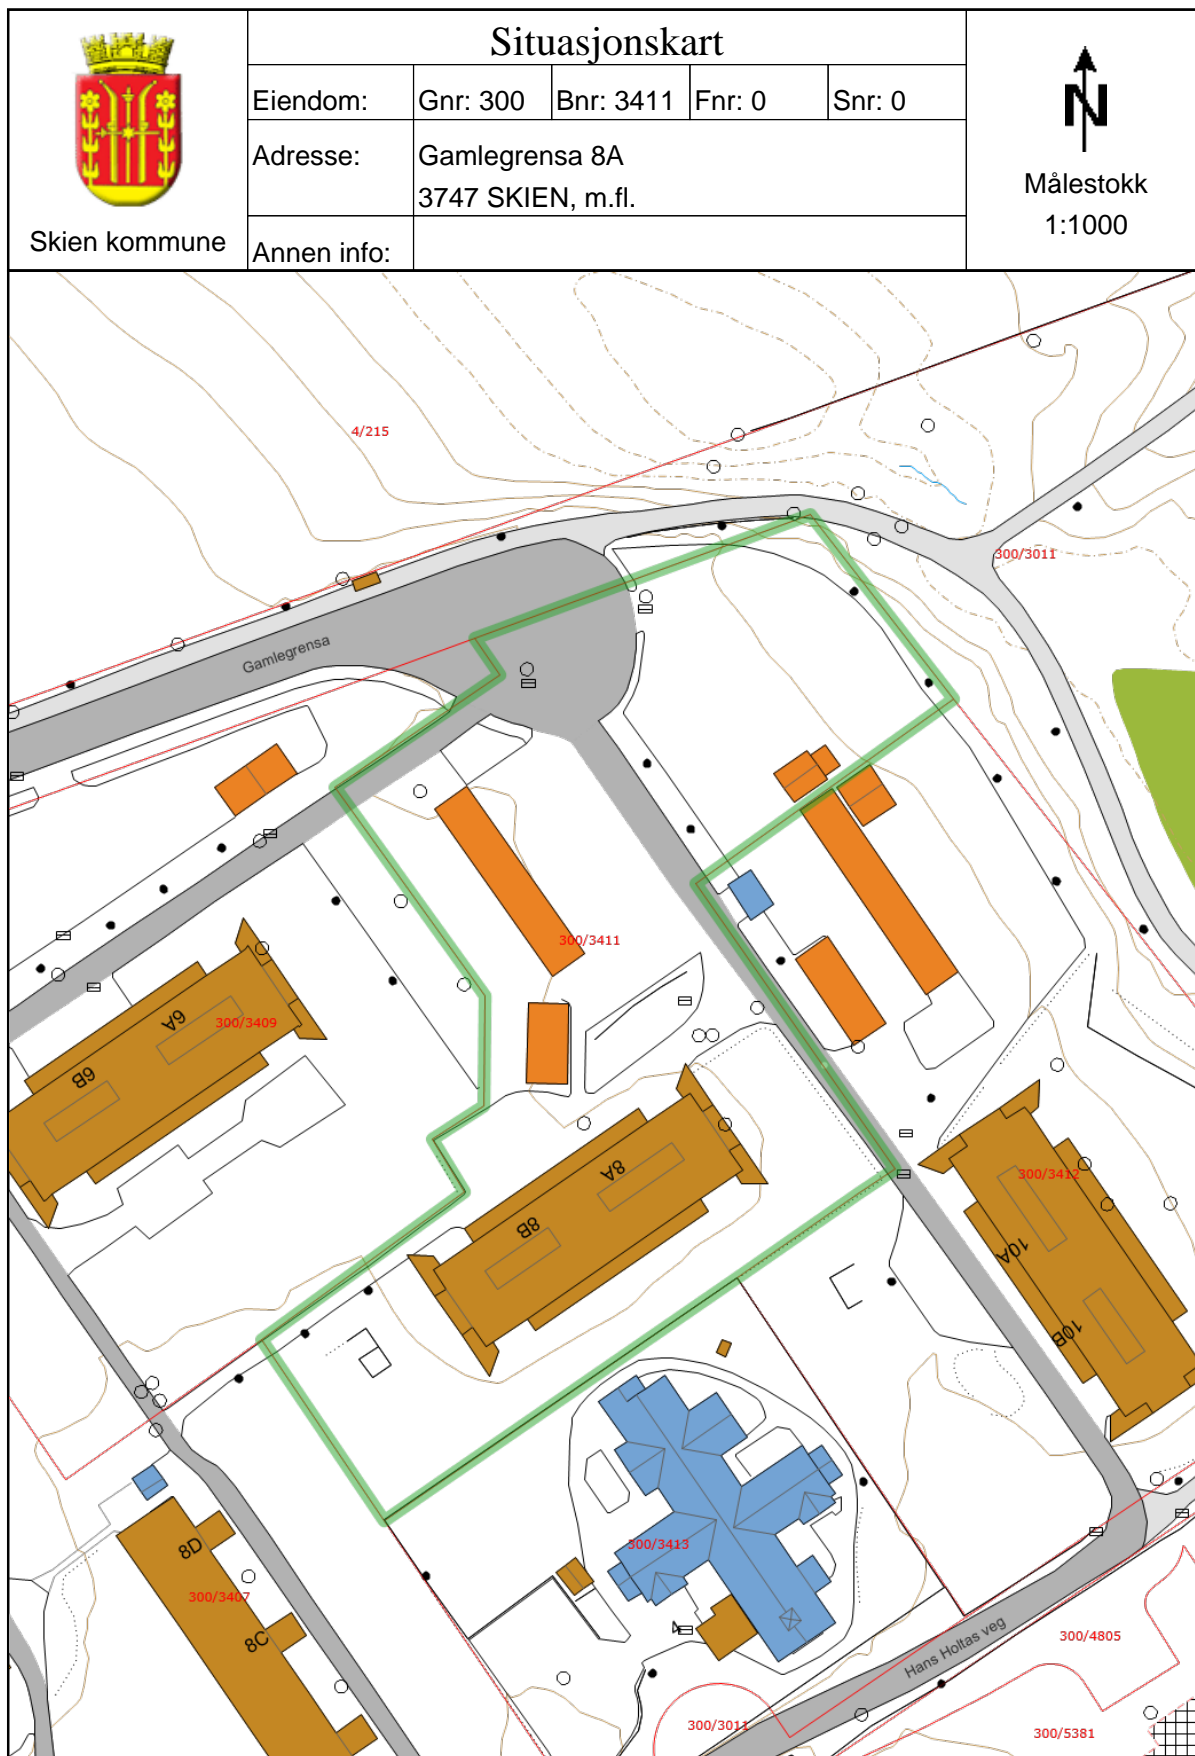 Situasjonskart
Eiendom: Gnr: 300 Bnr: 3411 Fnr: 0 Snr: 0
Adresse: Gamlegrensa 8A
3747 SKIEN, m.fl.
Annen info:
Skien kommune
N
Målestokk
1:1000
4/215
300/3011
Gamlegrensa
300/3411
6A
300/3409
6B
8A
8B
300/3412
10A
10B
300/3413
8D
300/3407
8C
Hans Holtas veg
300/4805
300/3011
300/5381